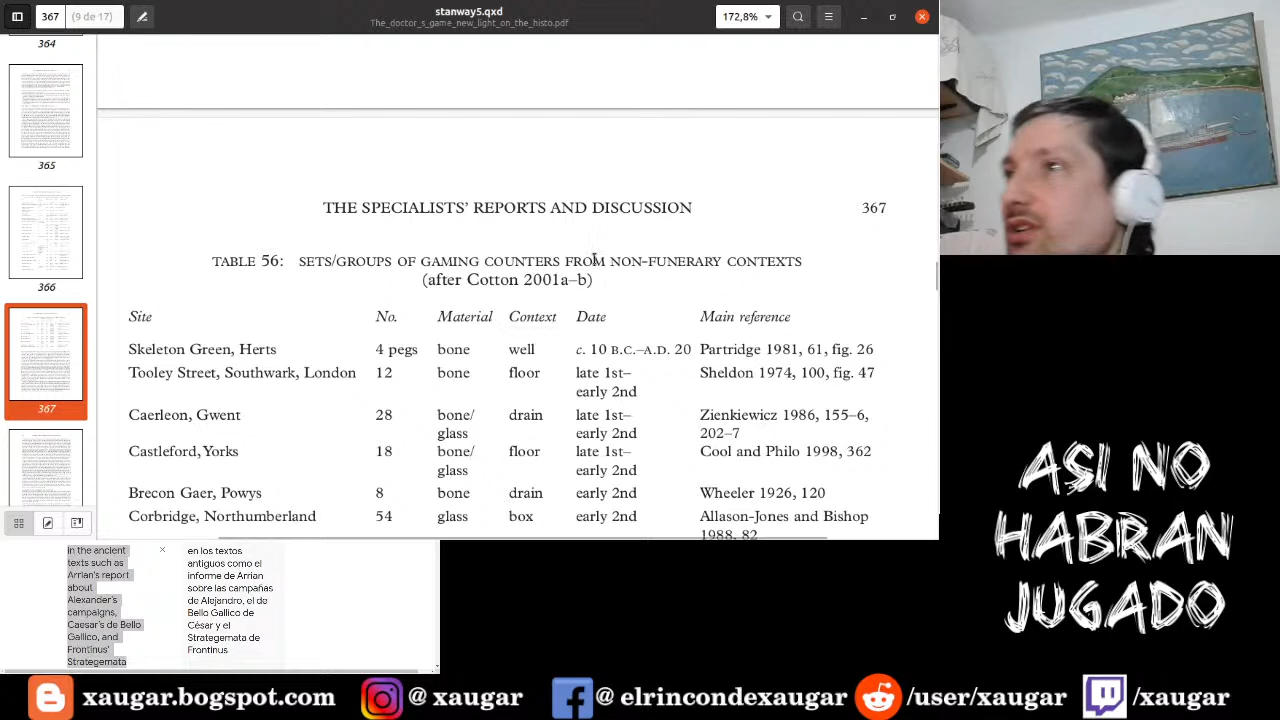 367
(9 de 17)
stanway5.qxd
The_doctor_s_game_new_light_on_the_histo.pdf
172,8%
364
365
366
367
THE SPECIALISTS' REPORTS AND DISCUSSION
367
56: SETS/GROUPS OF GAMING COUNTERS FROM NON-FUNERARY CONTEXTS
(after Cotton 2001a–b)
Site No. Material Context Date Main reference
Skeleton Herts 4 pegs bone well c. 10 B.C.–A.D. 20 Partridge 1981, 61, fig. 26
Tooley Street, Southwark, London 12 bone floor late 1st– Sheldon 1974, 100, fig. 47
early 2nd
Caerleon, Gwent 28 bone/ drain late 1st– Zienkiewicz 1986, 155–6,
glass early 2nd 202–7
Castleford, Yorks 18 bone/ floor late 1st– Cool and Philo 1998, 362
glass early 2nd
Brecon Gaer, Powys 8 bone drain early 2nd Wheeler 1926, 120
Corbridge, Northumberland 54 glass box early 2nd Allason-Jones and Bishop
1988, 82
in the ancient
texts such as
Arrian's report
about
Alexander's
campaigns,
Caesar's de Bello
Gallico, and
Frontinus'
Strategemata
en los textos
antiguos como el
informe de Arrian
sobre las campañas
de Alejandro, el de
Bello Gallico de
César y el
Strategemata de
Frontinus
ASI NO
HABRAN
JUGADO
xaugar.bogspot.com
@ xaugar
@ elrincondexaugar
/user/xaugar
/xaugar